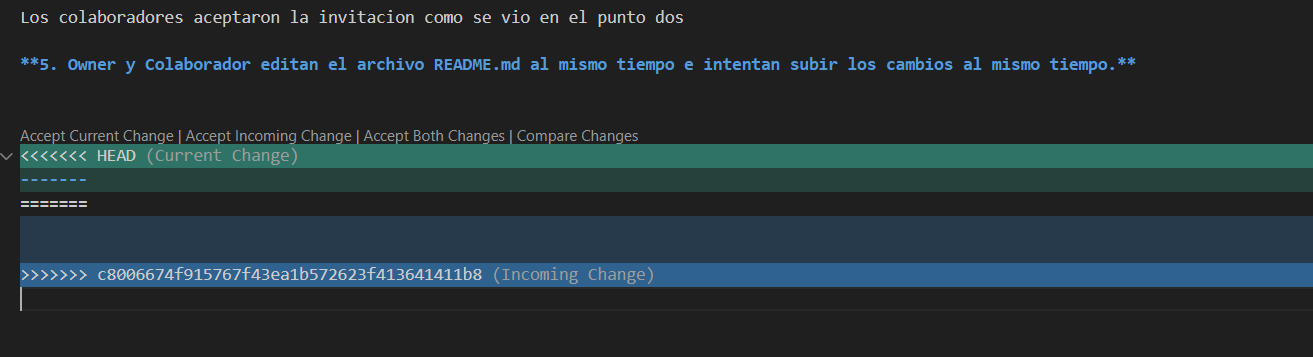 Los colaboradores aceptaron la invitacion como se vio en el punto dos
**5. Owner y Colaborador editan el archivo README.md al mismo tiempo e intentan subir los cambios al mismo tiempo.**
Accept Current Change | Accept Incoming Change | Accept Both Changes | Compare Changes
<<<<<<< HEAD (Current Change)
-------
=======
>>>>>>> c8006674f915767f43ea1b572623f413641411b8 (Incoming Change)